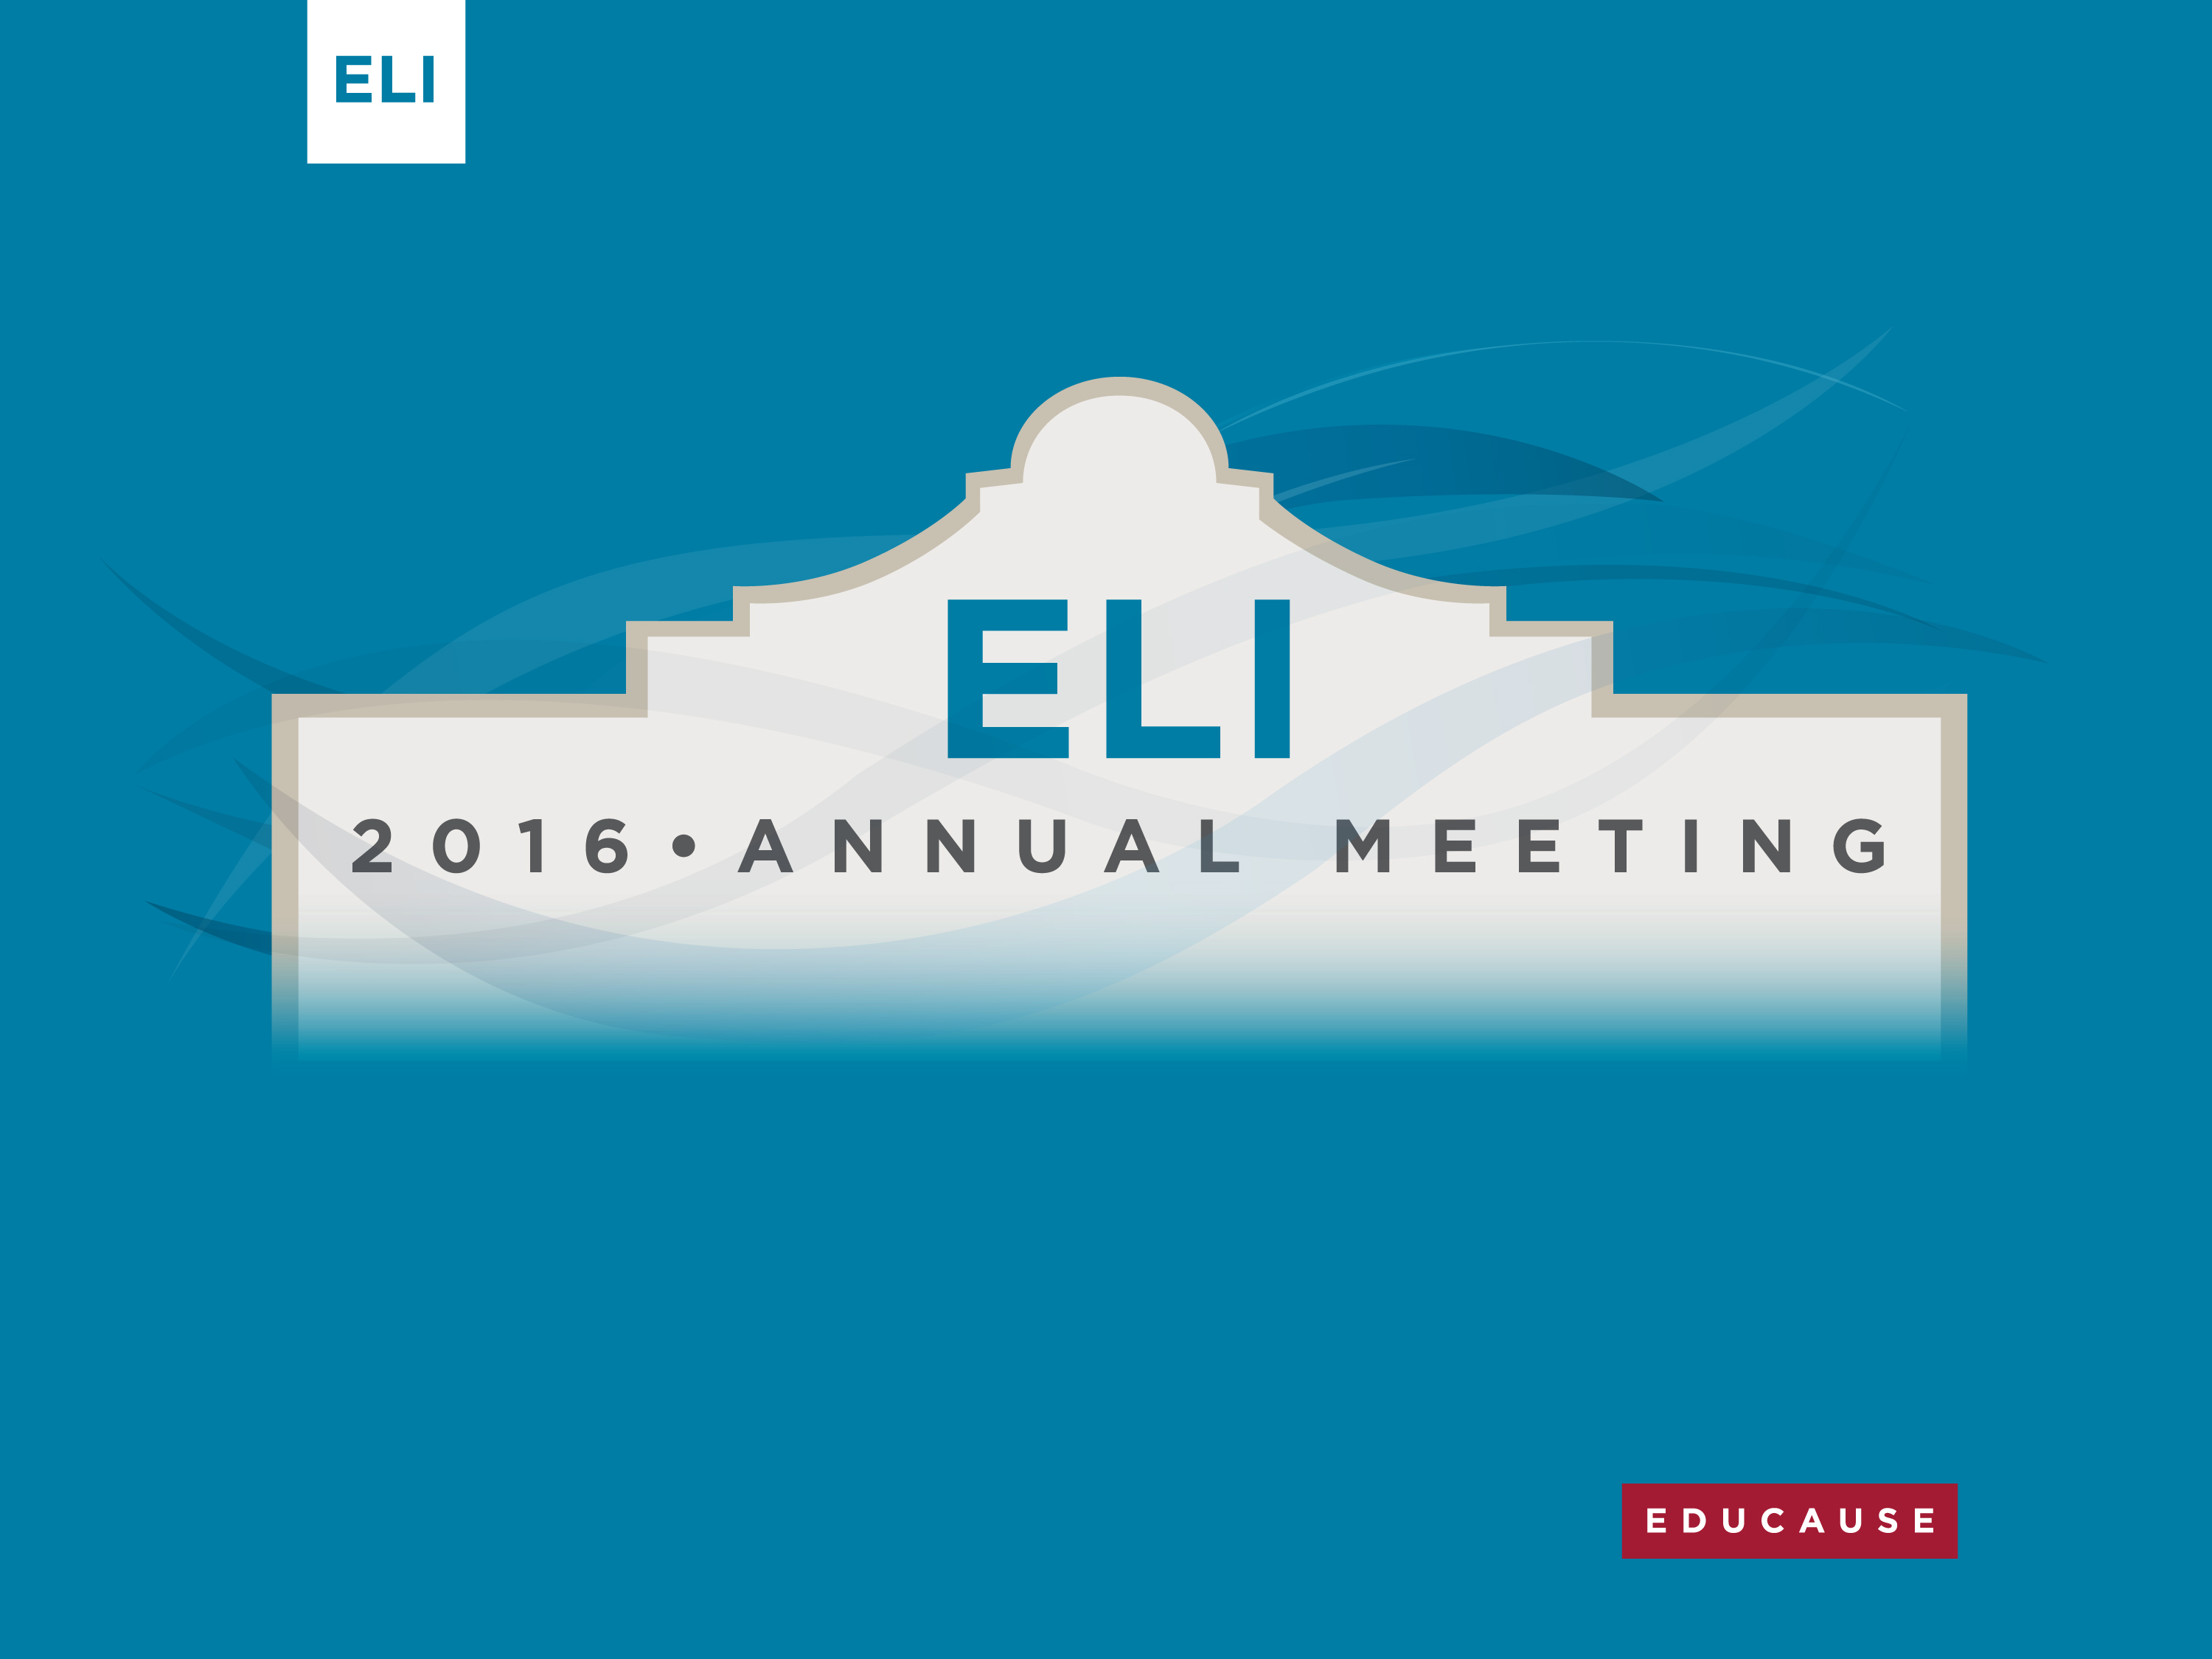 ELI
ELI
2016 • ANNUAL MEETING
EDUCAUSE